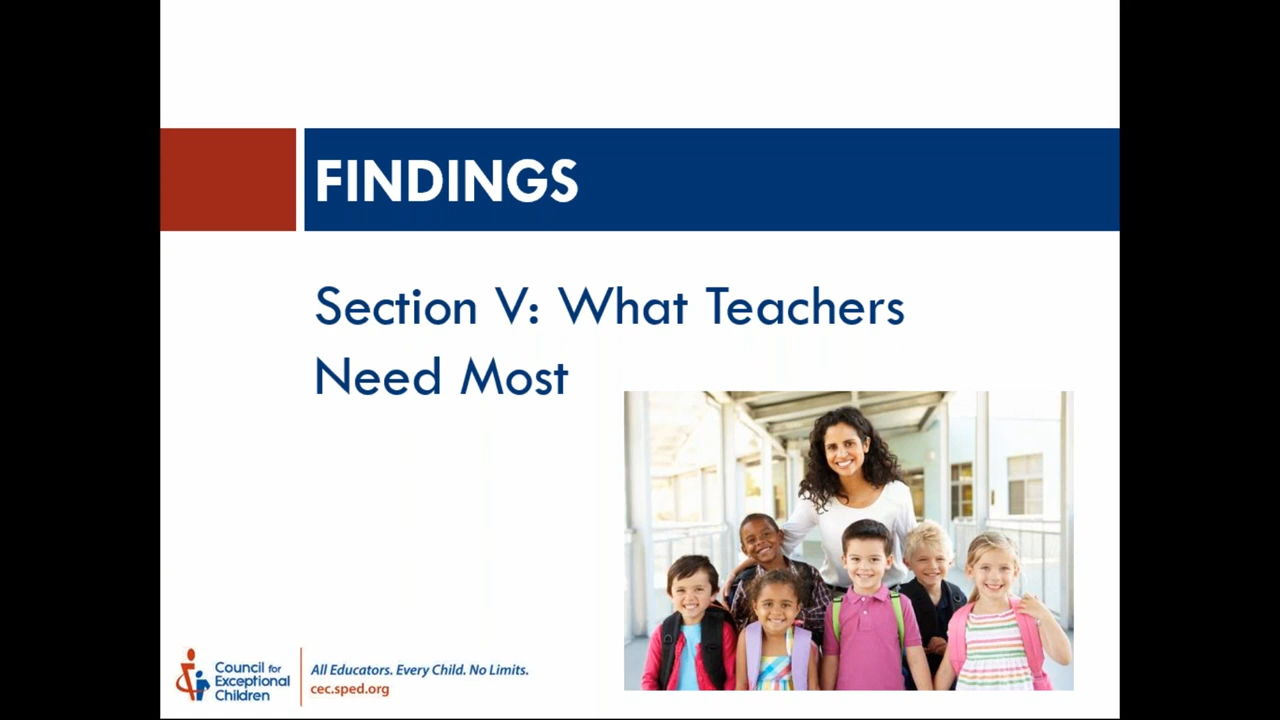 FINDINGS
Section V: What Teachers
Need Most
Council for
Exceptional
Children
All Educators. Every Child. No Limits.
cec.sped.org